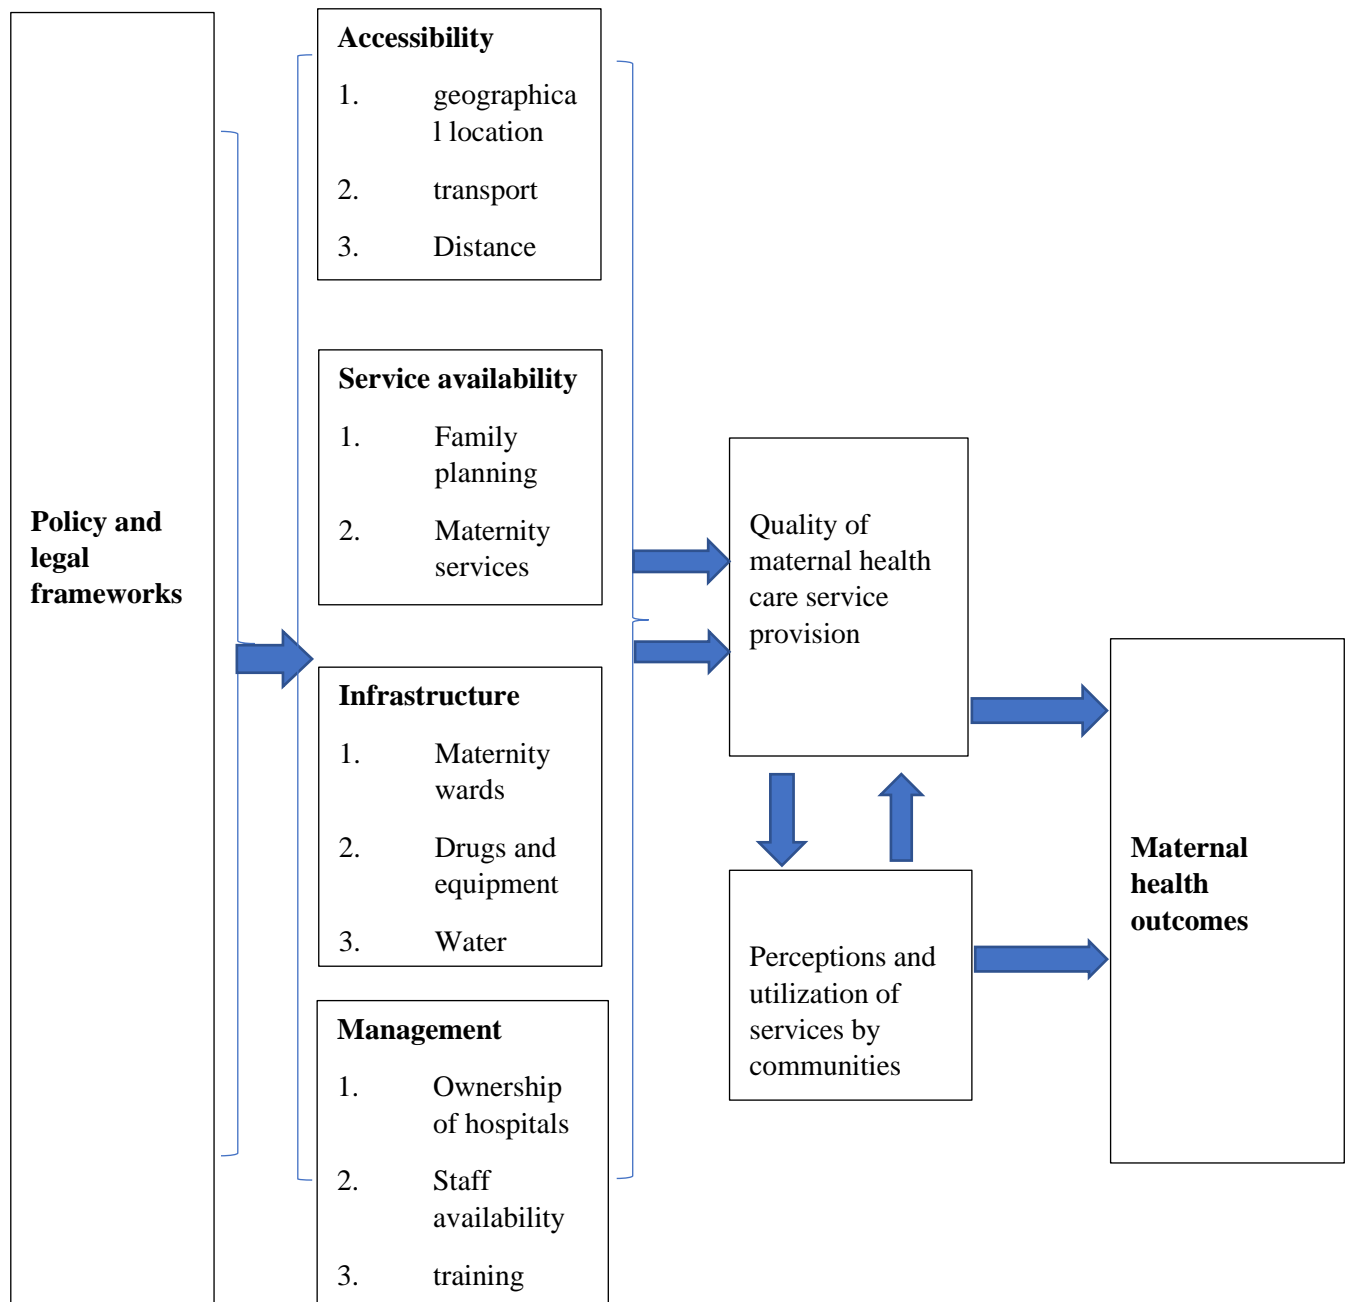 Policy and
legal
frameworks
Accessibility
1. geographica
l location
2. transport
3. Distance
Service availability
1. Family
planning
2. Maternity
services
Infrastructure
1. Maternity
wards
2. Drugs and
equipment
3. Water
Management
1. Ownership
of hospitals
2. Staff
availability
3. training
Quality of
maternal health
care service
provision
Perceptions and
utilization of
services by
communities
Maternal
health
outcomes